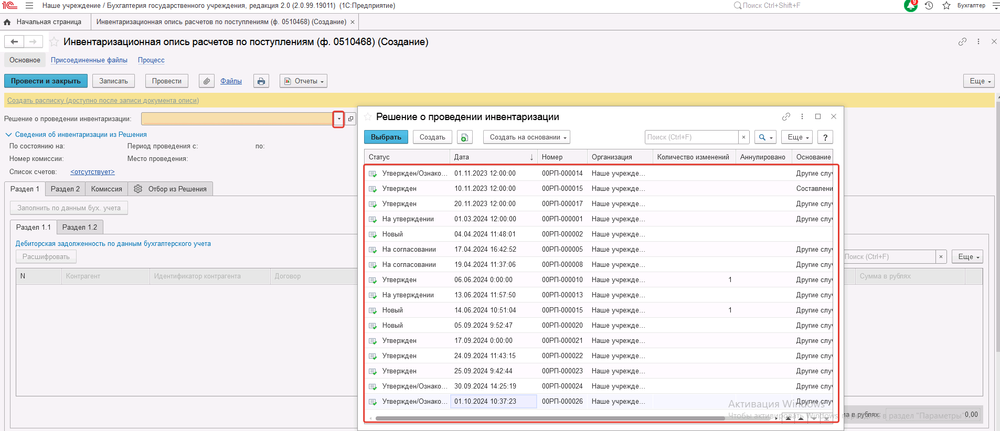 Наше учреждение / Бухгалтерия государственного учреждения, редакция 2.0 (2.0.99.19011) (1С:Предприятие)
Поиск Ctrl+Shift+F
9
Бухгалтер
Начальная страница
Инвентаризационная опись расчетов по поступлениям (ф. 0510468) (Создание) ×
Инвентаризационная опись расчетов по поступлениям (ф. 0510468) (Создание)
Основное Присоединенные файлы Процесс
Провести и закрыть Записать Провести Файлы Отчеты Еще
Создать расписку (доступно после записи документа описи)
Решение о проведении инвентаризации:
Сведения об инвентаризации из Решения
По состоянию на: Период проведения с: по:
Номер комиссии: Место проведения:
Список счетов: <отсутствует>
Раздел 1 Раздел 2 Комиссия Отбор из Решения
Заполнить по данным бух. учета
Раздел 1.1 Раздел 1.2
Дебиторская задолженность по данным бухгалтерского учета
Расшифровать
Поиск (Ctrl+F) × Еще
N Контрагент Идентификатор контрагента Договор Сумма в рублях
Решение о проведении инвентаризации
Выбрать Создать Создать на основании Поиск (Ctrl+F) × Еще ?
Статус Дата ↓ Номер Организация Количество изменений Аннулировано Основание
Утвержден/Ознако... 01.11.2023 12:00:00 00РП-000014 Наше учрежде... Другие слу
Утвержден 10.11.2023 12:00:00 00РП-000015 Наше учрежде... Составлени
Утвержден 20.11.2023 12:00:00 00РП-000017 Наше учрежде... Другие слу
На утверждении 01.03.2024 12:00:00 00РП-000001 Наше учрежде... Другие слу
Новый 04.04.2024 11:48:01 00РП-000002 Наше учрежде...
На согласовании 17.04.2024 16:42:52 00РП-000005 Наше учрежде... Другие слу
На согласовании 19.04.2024 11:37:06 00РП-000008 Наше учрежде... Другие слу
Утвержден 06.06.2024 0:00:00 00РП-000010 Наше учрежде... 1 Другие слу
На утверждении 13.06.2024 11:57:50 00РП-000013 Наше учрежде... Другие слу
Новый 14.06.2024 10:51:04 00РП-000015 Наше учрежде... 1 Другие слу
Новый 05.09.2024 9:52:47 00РП-000020 Наше учрежде... Другие слу
Утвержден 17.09.2024 0:00:00 00РП-000021 Наше учрежде... Другие слу
Утвержден 24.09.2024 11:43:15 00РП-000022 Наше учрежде... Другие слу
Утвержден 25.09.2024 9:42:44 00РП-000023 Наше учрежде... Другие слу
Утвержден/Ознако... 30.09.2024 14:25:19 00РП-000024 Наше учрежде... Другие слу
Утвержден/Ознако... 01.10.2024 10:37:23 00РП-000026 Наше учрежде... Другие слу
Активация Windows
Чтобы активировать Windows, перейдите в раздел "Параметры".
в рублях: 0,00